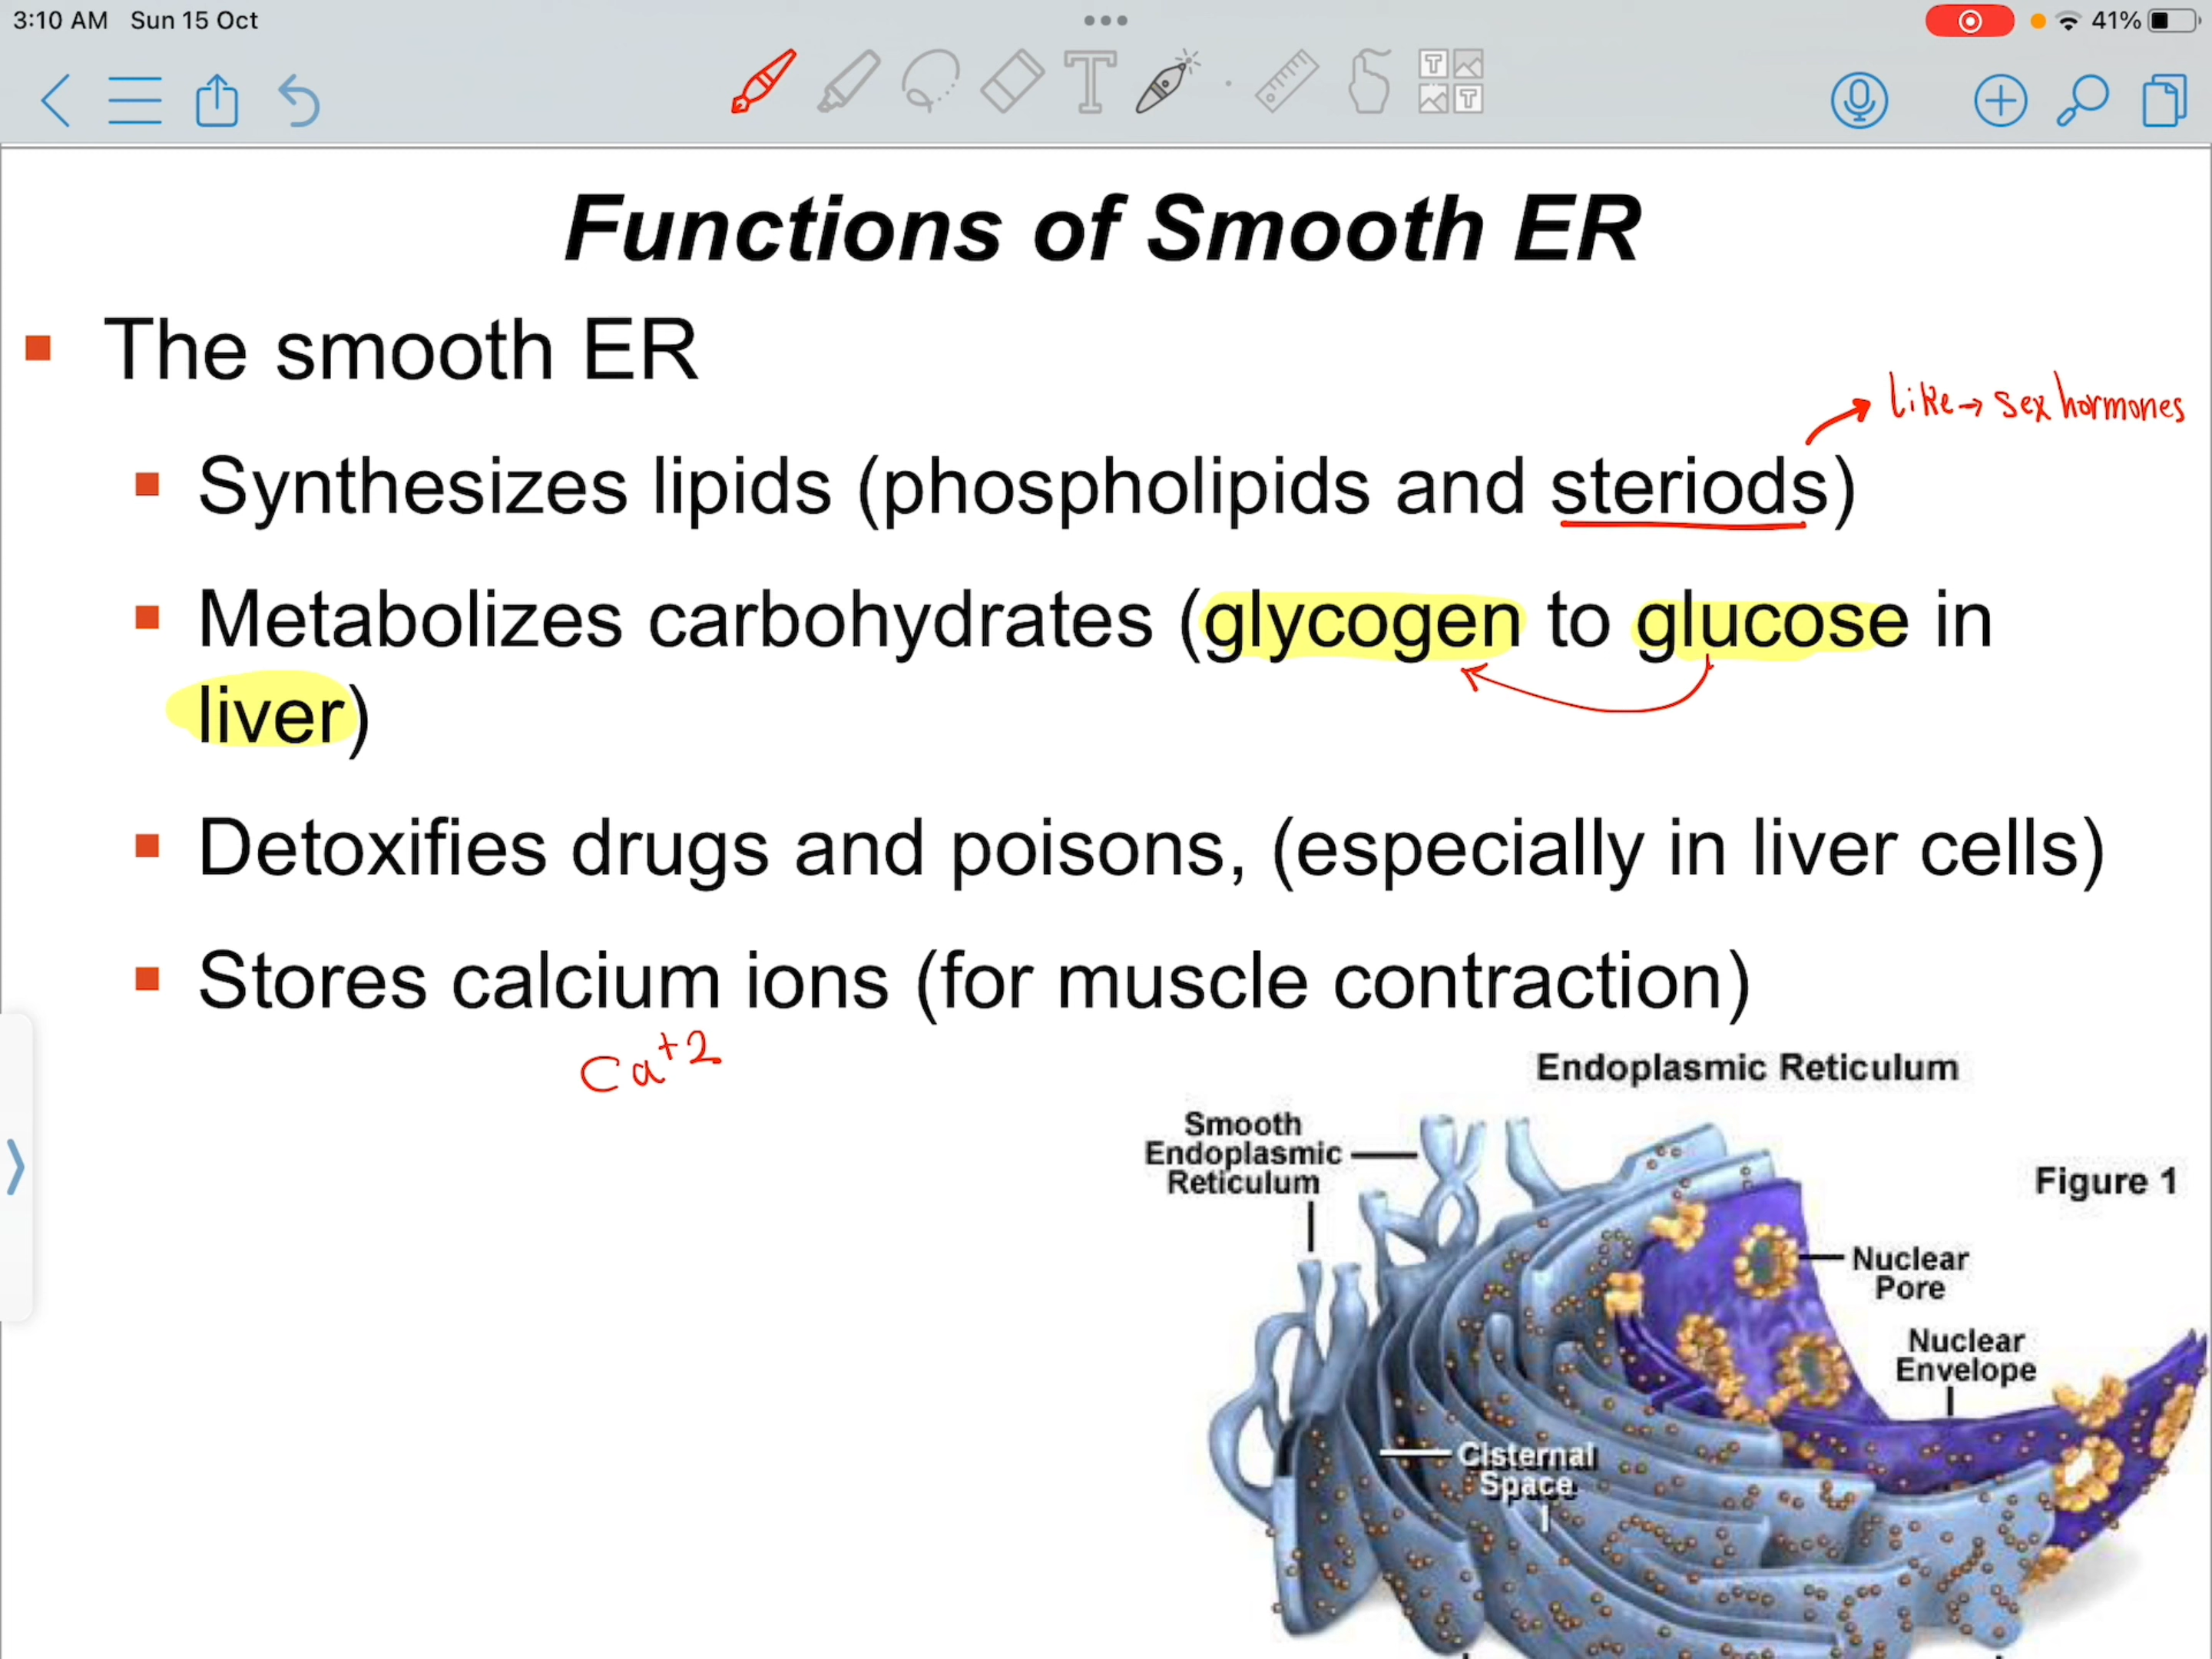 3:10 AM Sun 15 Oct
41%
Functions of Smooth ER
The smooth ER
like→ sex hormones
Synthesizes lipids (phospholipids and steriods)
Metabolizes carbohydrates (glycogen to glucose in
liver)
Detoxifies drugs and poisons, (especially in liver cells)
Stores calcium ions (for muscle contraction)
Ca+2
Endoplasmic Reticulum
Smooth
Endoplasmic
Reticulum
Figure 1
Nuclear
Pore
Nuclear
Envelope
Cisternal
Space